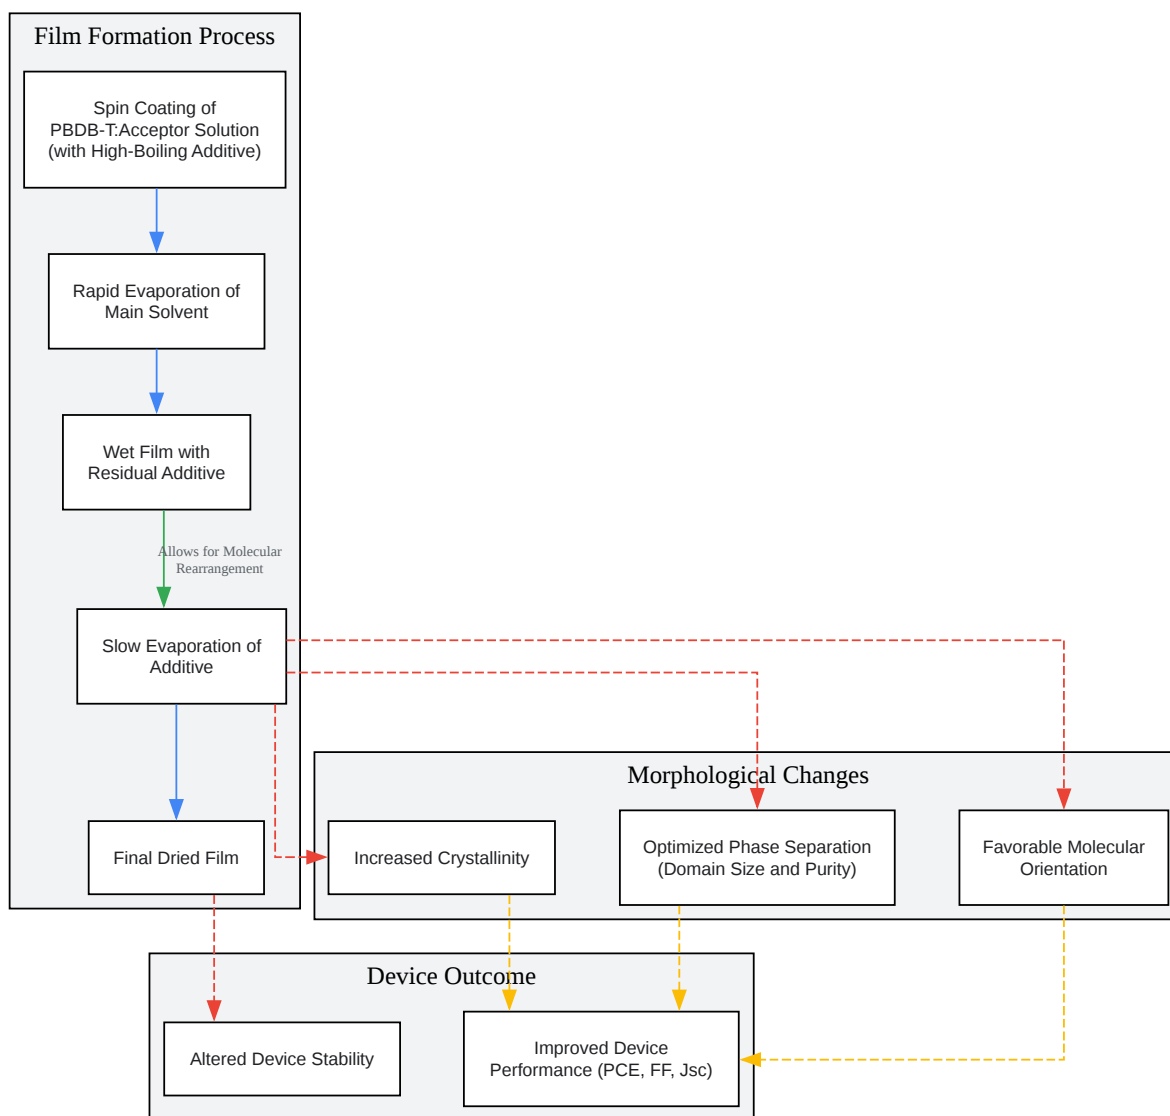 Film Formation Process
Spin Coating of
PBDB-T:Acceptor Solution
(with High-Boiling Additive)
Rapid Evaporation of
Main Solvent
Wet Film with
Residual Additive
Allows for Molecular
Rearrangement
Slow Evaporation of
Additive
Final Dried Film
Morphological Changes
Increased Crystallinity
Optimized Phase Separation
(Domain Size and Purity)
Favorable Molecular
Orientation
Device Outcome
Altered Device Stability
Improved Device
Performance (PCE, FF, Jsc)